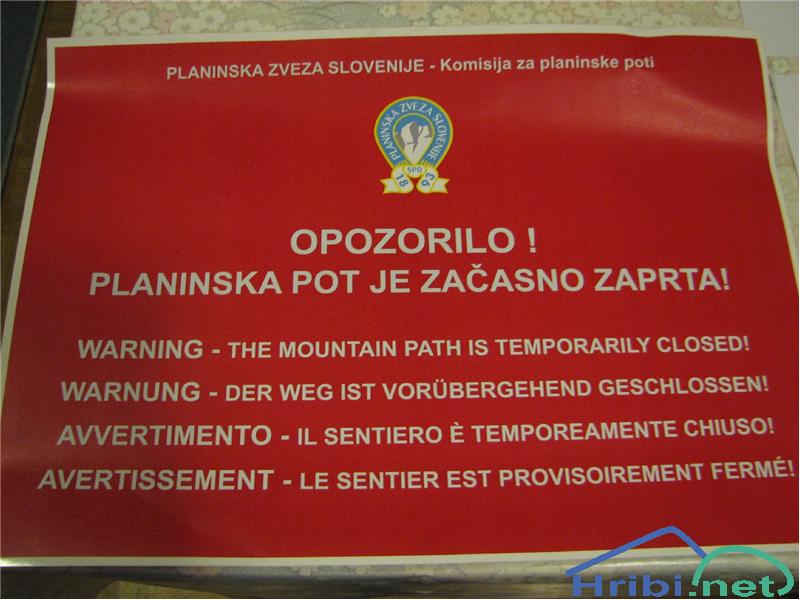 PLANINSKA ZVEZA SLOVENIJE - Komisija za planinske poti
PLANINSKA ZVEZA SLOVENIJE
SPD
18 93
OPOZORILO !
PLANINSKA POT JE ZAČASNO ZAPRTA!
WARNING - THE MOUNTAIN PATH IS TEMPORARILY CLOSED!
WARNUNG - DER WEG IST VORÜBERGEHEND GESCHLOSSEN!
AVVERTIMENTO - IL SENTIERO È TEMPOREAMENTE CHIUSO!
AVERTISSEMENT - LE SENTIER EST PROVISOIREMENT FERMÉ!
Hribi.net